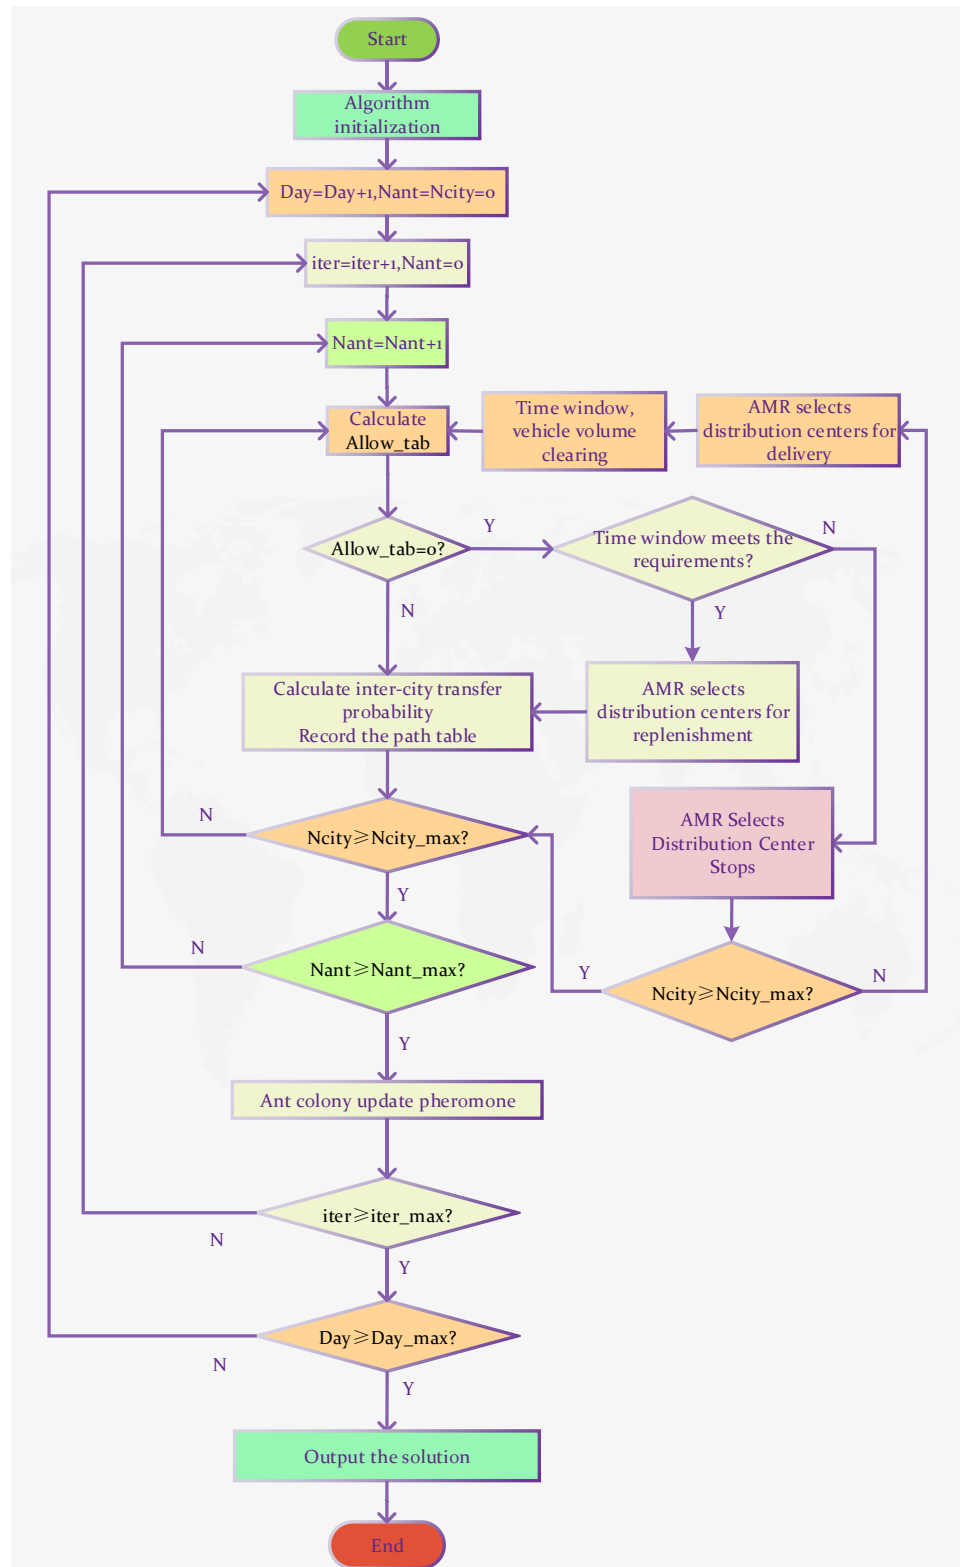 Start
Algorithm
initialization
Day=Day+1,Nant=Ncity=0
iter=iter+1,Nant=0
Nant=Nant+1
Calculate
Allow_tab
Time window,
vehicle volume
clearing
AMR selects
distribution centers for
delivery
Allow_tab=0?
Y
Time window meets the
requirements?
N
N
Y
Calculate inter-city transfer
probability
Record the path table
AMR selects
distribution centers for
replenishment
N
Ncity≥Ncity_max?
AMR Selects
Distribution Center
Stops
Y
N
Nant≥Nant_max?
Y
Ncity≥Ncity_max?
N
Y
Ant colony update pheromone
iter≥iter_max?
N
Y
Day≥Day_max?
N
Y
Output the solution
End